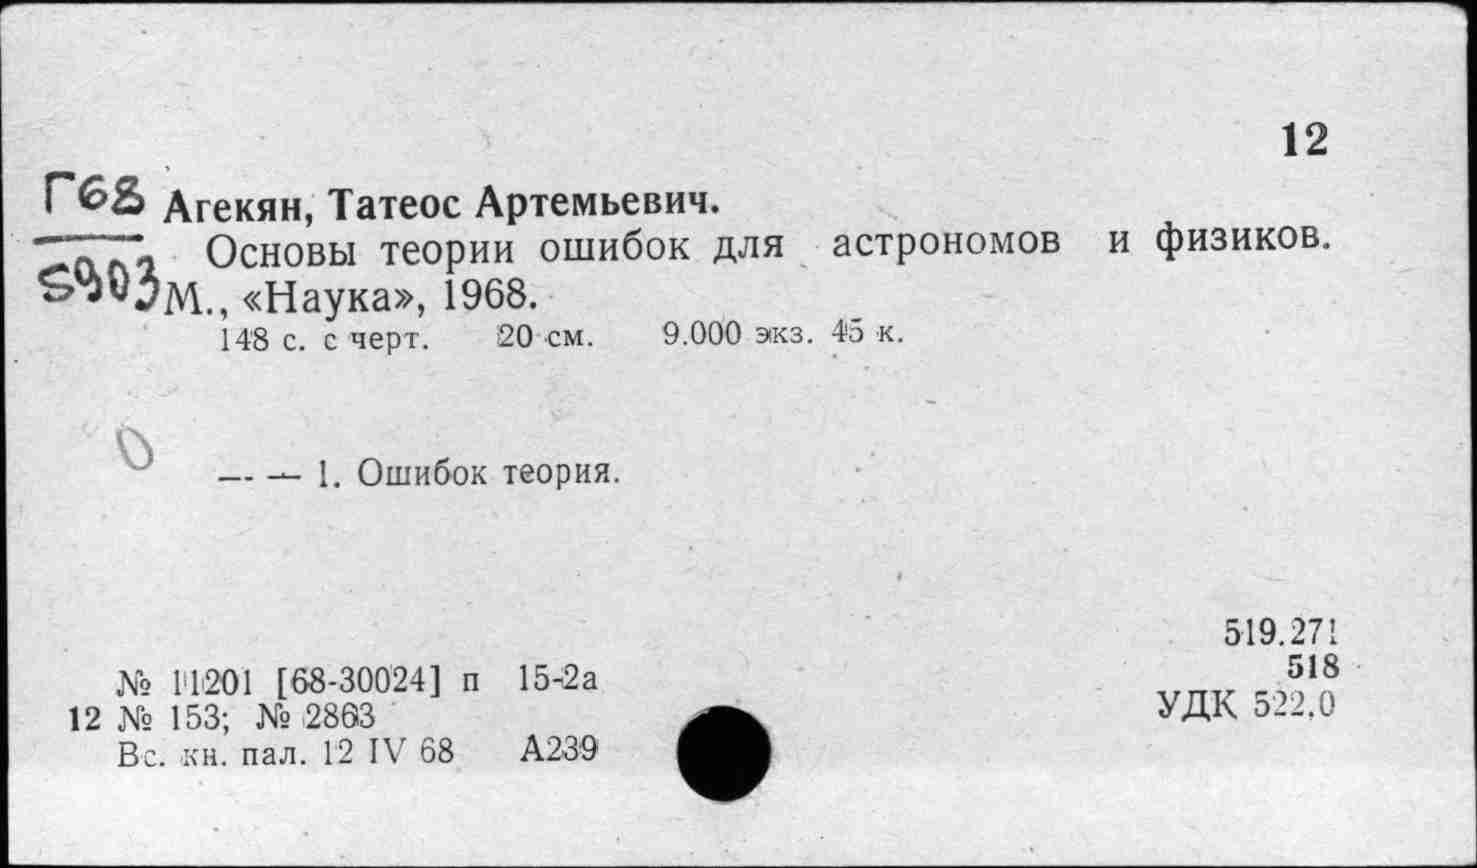 12
Г68 Агекян, Татеос Артемьевич.
Основы теории ошибок для астрономов и физиков.
М., «Наука», 1968.
148 с. с черт. 20 см. 9.000 экз. 45 к.
— — 1. Ошибок теория.
519.271
518
УДК 522.0
№ 11201 [68-30024] п 15-2а
12 № 153; № 2863
Вс. кн. пал. 12 IV 68 А239